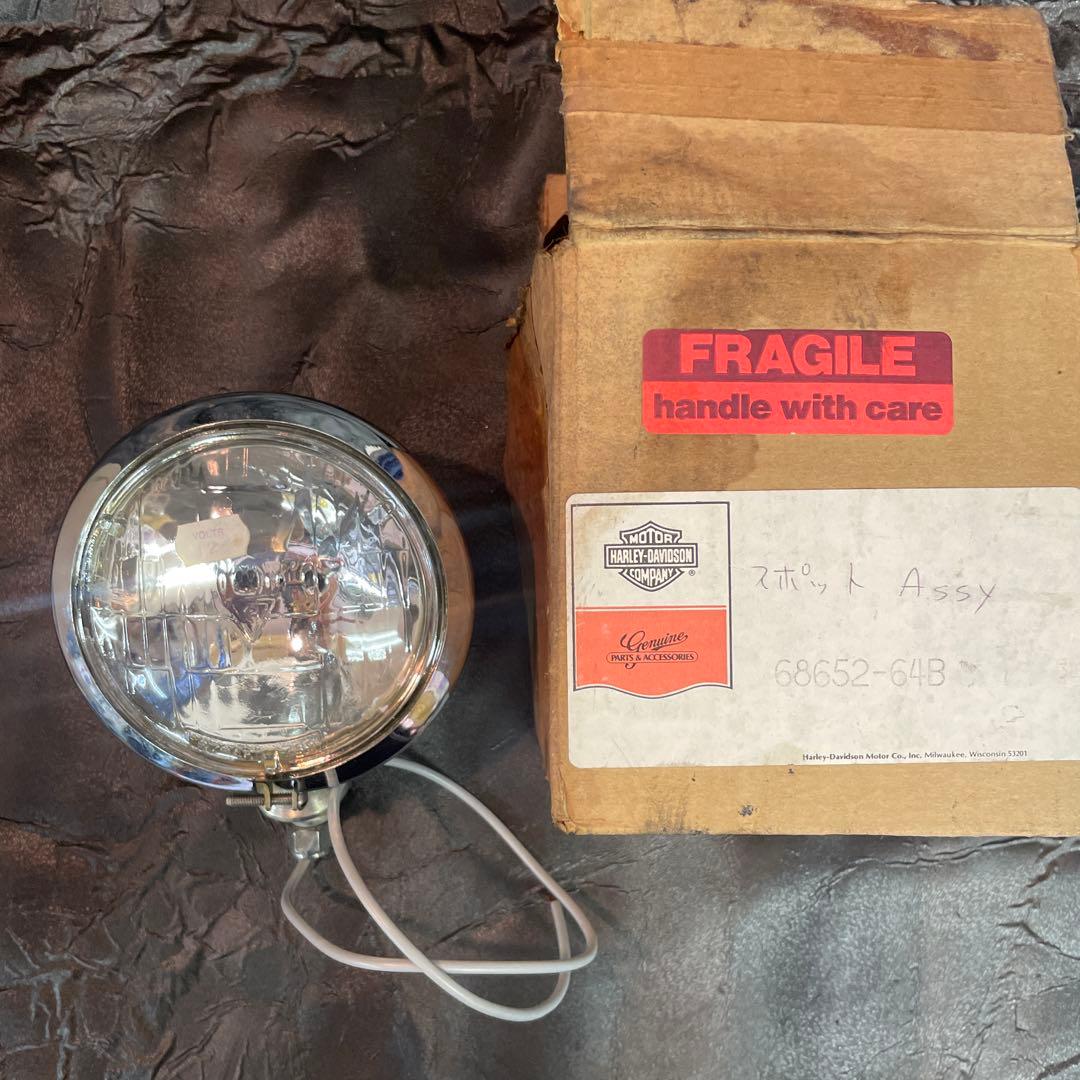 FRAGILE
handle with care
MOTOR
HARLEY-DAVIDSON
COMPANY
®
Genuine
PARTS & ACCESSORIES
スポット Assy
68652-64B
Harley-Davidson Motor Co., Inc. Milwaukee, Wisconsin 53201
VOLTR